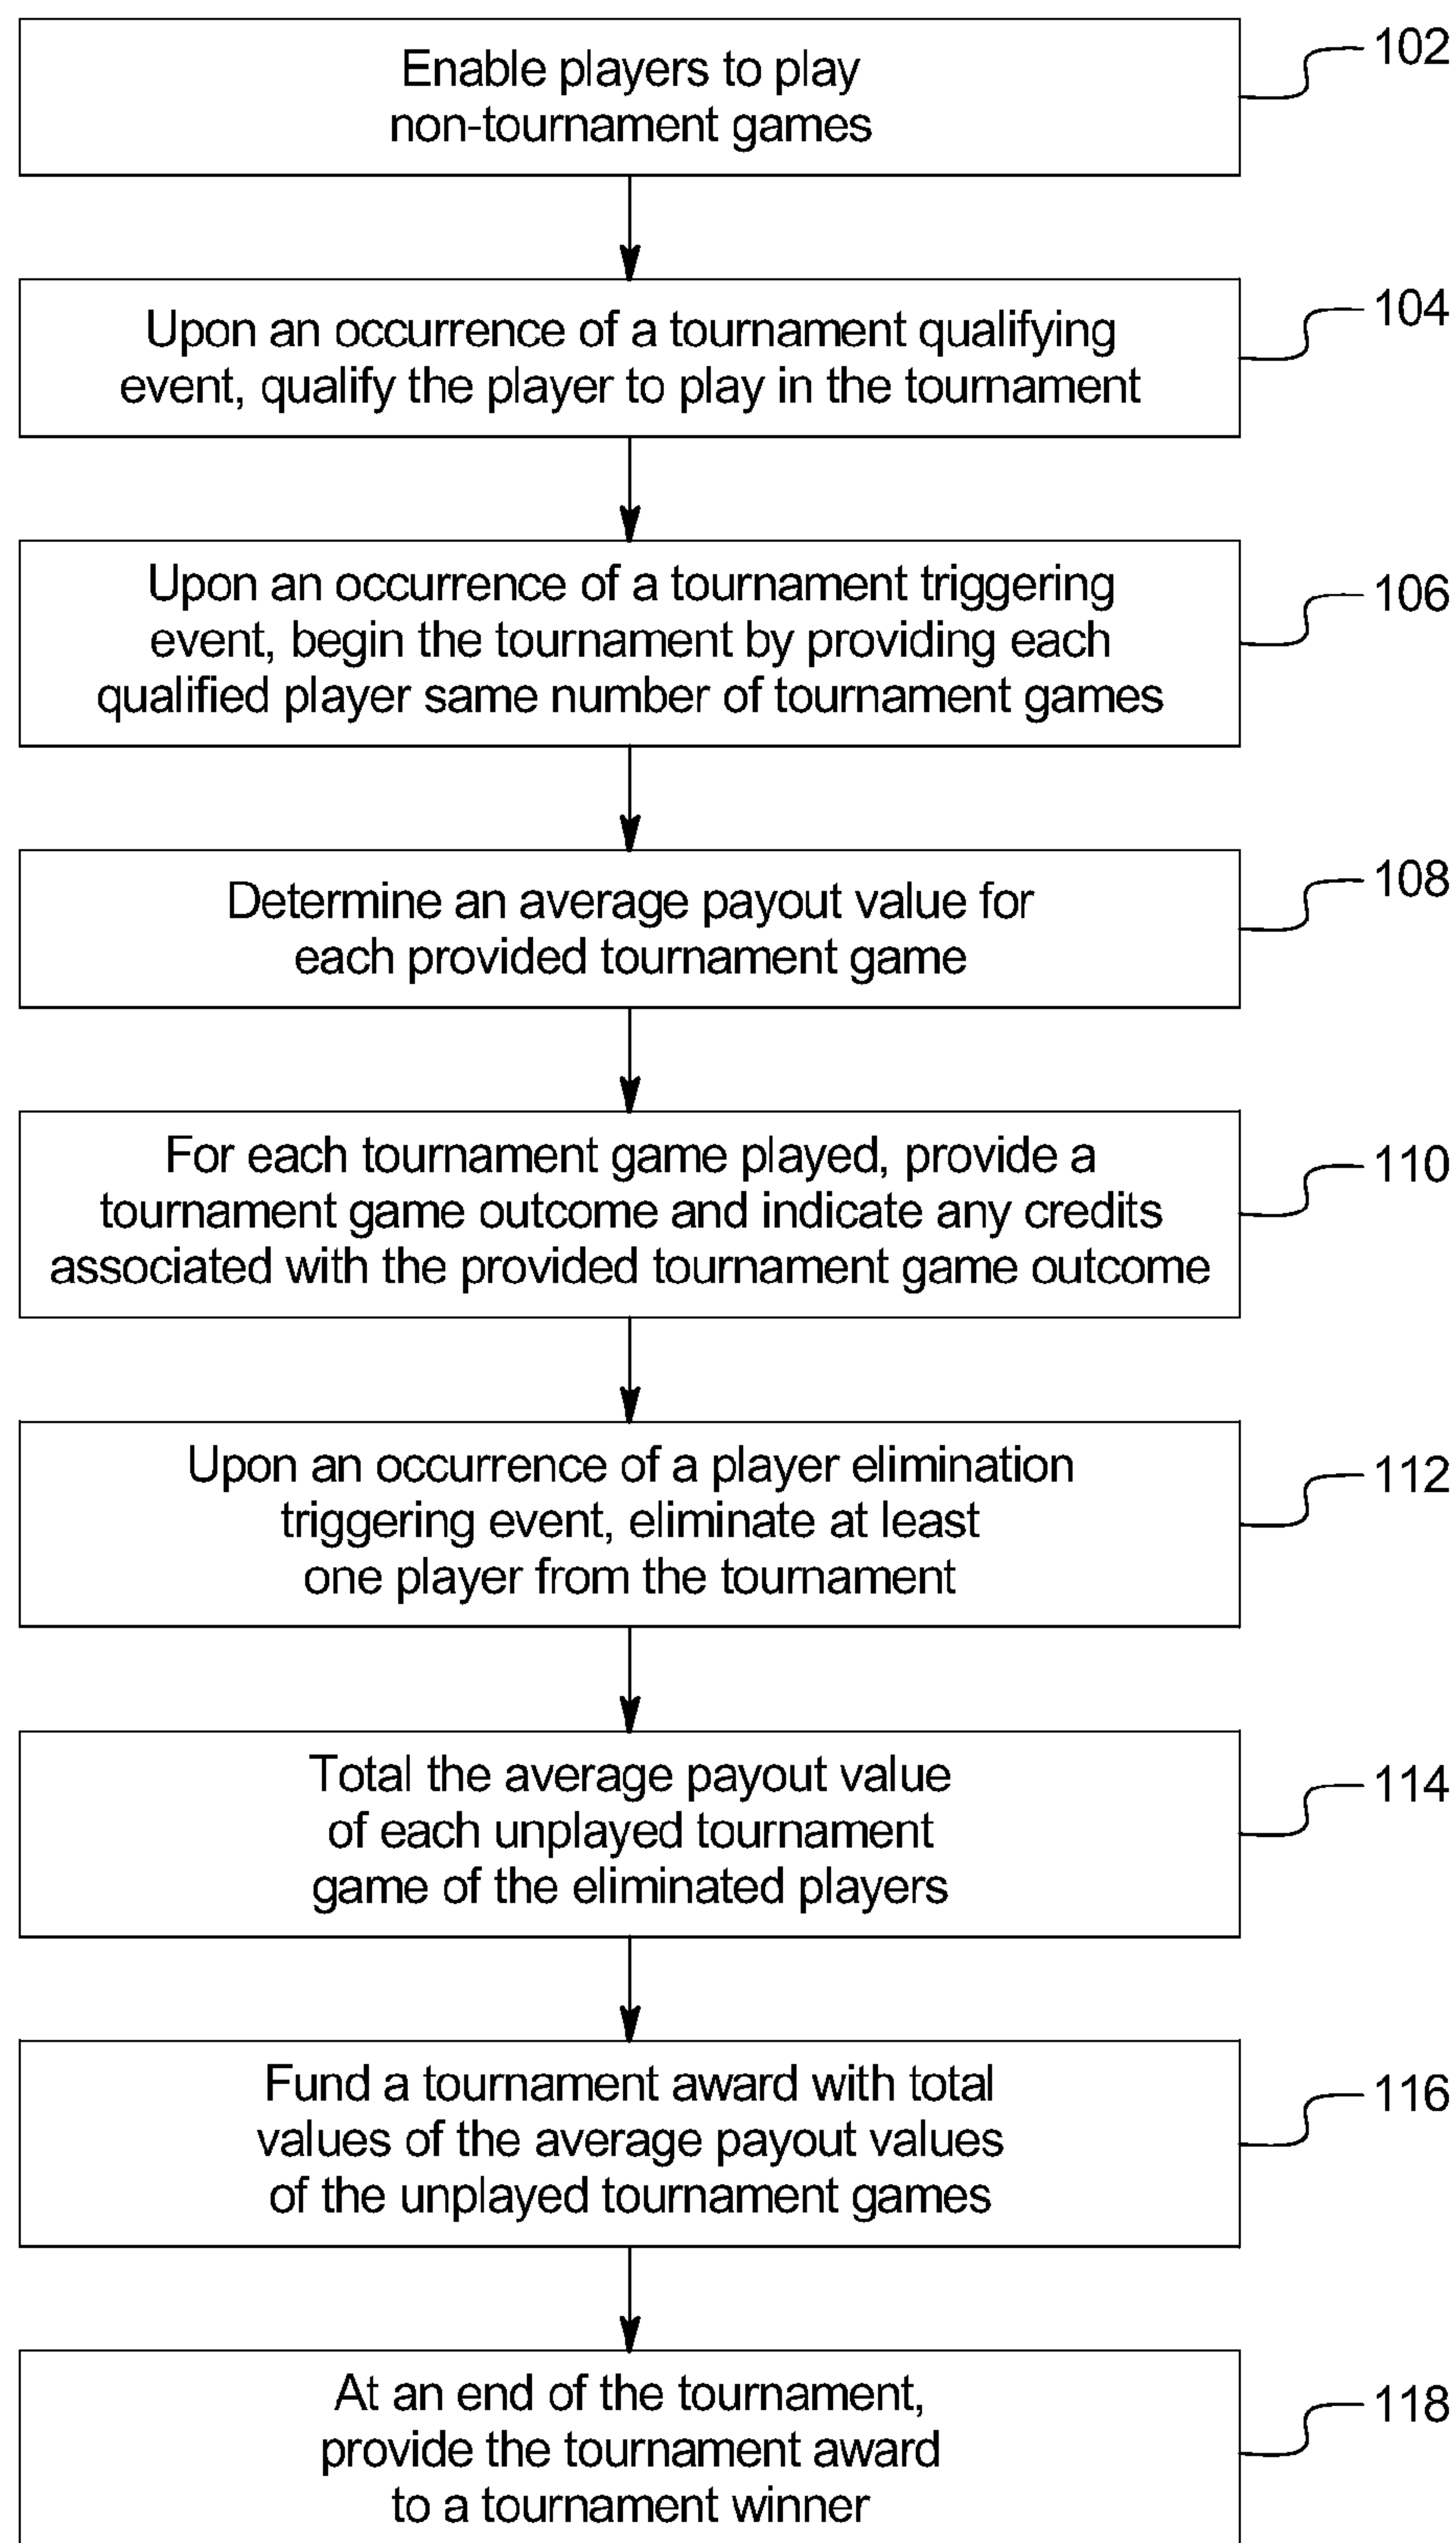 Enable players to play
non-tournament games
102
Upon an occurrence of a tournament qualifying
event, qualify the player to play in the tournament
104
Upon an occurrence of a tournament triggering
event, begin the tournament by providing each
qualified player same number of tournament games
106
Determine an average payout value for
each provided tournament game
108
For each tournament game played, provide a
tournament game outcome and indicate any credits
associated with the provided tournament game outcome
110
Upon an occurrence of a player elimination
triggering event, eliminate at least
one player from the tournament
112
Total the average payout value
of each unplayed tournament
game of the eliminated players
114
Fund a tournament award with total
values of the average payout values
of the unplayed tournament games
116
At an end of the tournament,
provide the tournament award
to a tournament winner
118